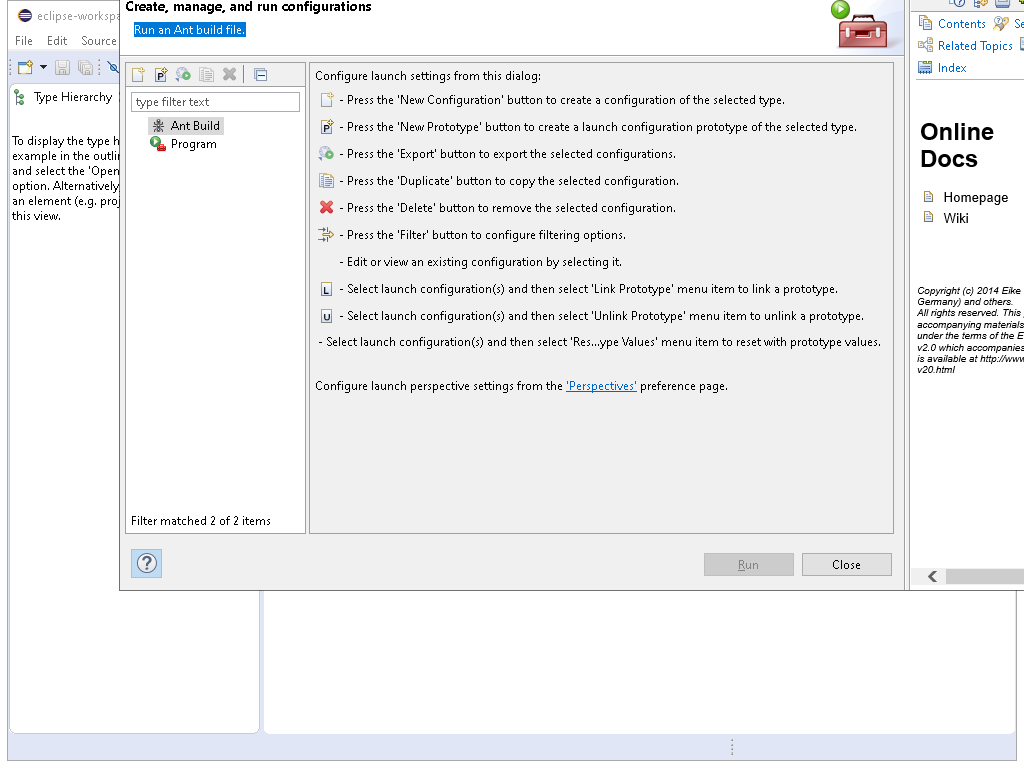 eclipse-workspa
File Edit Source
Type Hierarchy
To display the type h
example in the outli
and select the 'Open
option. Alternatively
an element (e.g. proj
this view.
Create, manage, and run configurations
Run an Ant build file.
type filter text
Ant Build
Program
Filter matched 2 of 2 items
Configure launch settings from this dialog:
- Press the 'New Configuration' button to create a configuration of the selected type.
P - Press the 'New Prototype' button to create a launch configuration prototype of the selected type.
- Press the 'Export' button to export the selected configurations.
- Press the 'Duplicate' button to copy the selected configuration.
- Press the 'Delete' button to remove the selected configuration.
- Press the 'Filter' button to configure filtering options.
- Edit or view an existing configuration by selecting it.
L - Select launch configuration(s) and then select 'Link Prototype' menu item to link a prototype.
U - Select launch configuration(s) and then select 'Unlink Prototype' menu item to unlink a prototype.
- Select launch configuration(s) and then select 'Res...ype Values' menu item to reset with prototype values.
Configure launch perspective settings from the 'Perspectives' preference page.
?
Run Close
Contents Se
Related Topics
Index
Online
Docs
Homepage
Wiki
Copyright (c) 2014 Eike
Germany) and others.
All rights reserved. This
accompanying materials
under the terms of the E
v2.0 which accompanies
is available at http://www
v20.html